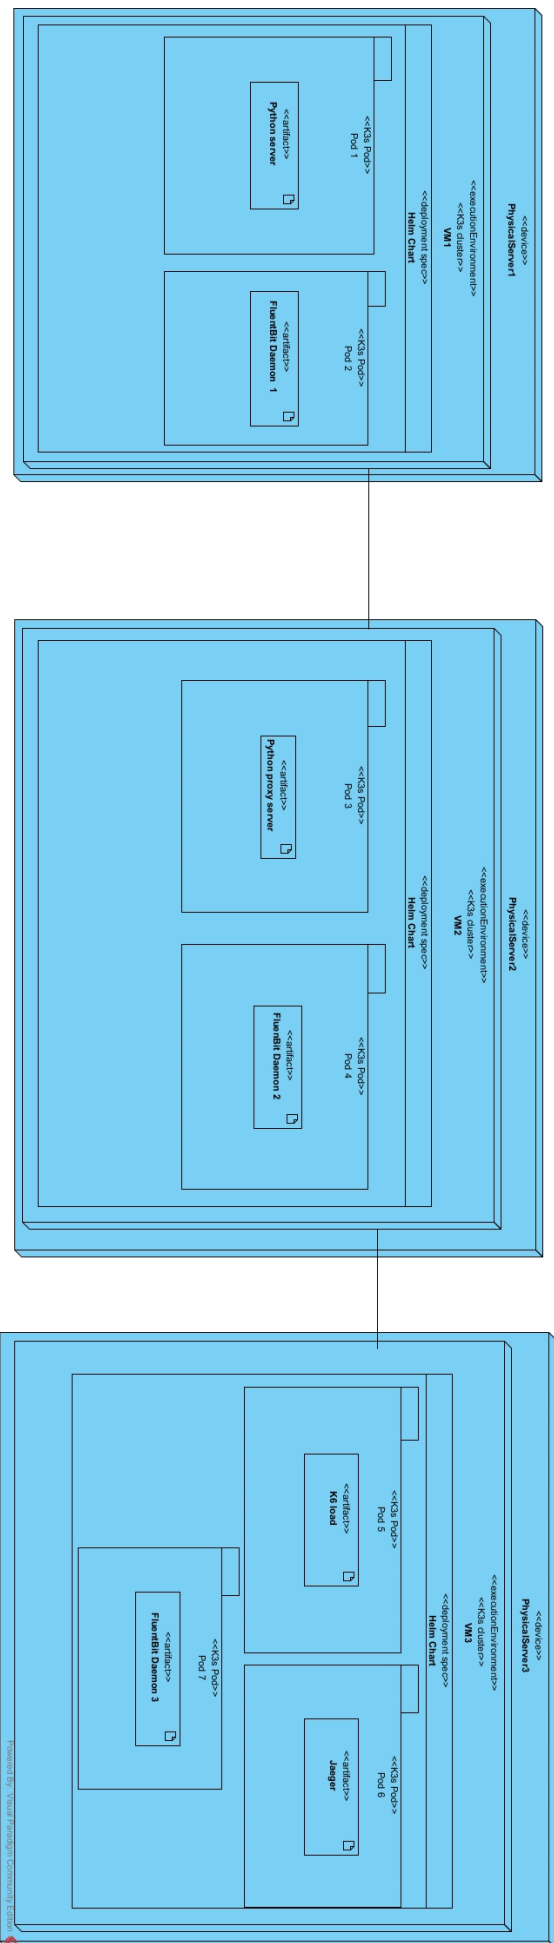 <<device>>
PhysicalServer1
<<executionEnvironment>>
<<K3s cluster>>
VM1
<<deployment spec>>
Helm Chart
<<K3s Pod>>
Pod 1
<<artifact>>
Python server
<<K3s Pod>>
Pod 2
<<artifact>>
FluentBit Daemon 1
<<device>>
PhysicalServer2
<<executionEnvironment>>
<<K3s cluster>>
VM2
<<deployment spec>>
Helm Chart
<<K3s Pod>>
Pod 3
<<artifact>>
Python proxy server
<<K3s Pod>>
Pod 4
<<artifact>>
FluenBit Daemon 2
<<device>>
PhysicalServer3
<<executionEnvironment>>
<<K3s cluster>>
VM3
<<deployment spec>>
Helm Chart
<<K3s Pod>>
Pod 5
<<artifact>>
K6 load
<<K3s Pod>>
Pod 6
<<artifact>>
Jaeger
<<K3s Pod>>
Pod 7
<<artifact>>
FluentBit Daemon 3
Powered By Visual Paradigm Community Edition